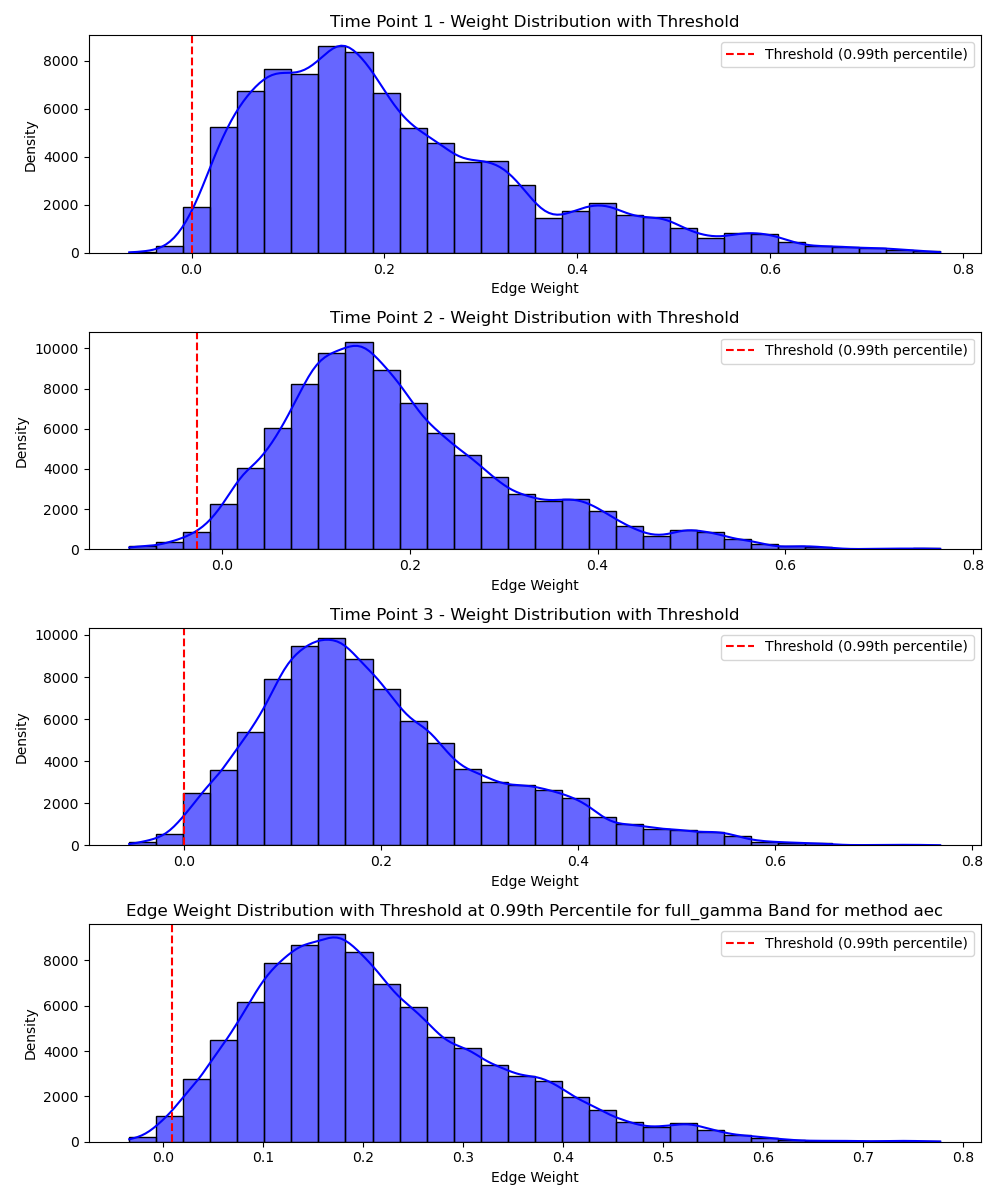 Time Point 1 - Weight Distribution with Threshold
Threshold (0.99th percentile)
Density
8000
6000
4000
2000
0
0.0 0.2 0.4 0.6 0.8
Edge Weight
Time Point 2 - Weight Distribution with Threshold
Threshold (0.99th percentile)
Density
10000
8000
6000
4000
2000
0
0.0 0.2 0.4 0.6 0.8
Edge Weight
Time Point 3 - Weight Distribution with Threshold
Threshold (0.99th percentile)
Density
10000
8000
6000
4000
2000
0
0.0 0.2 0.4 0.6 0.8
Edge Weight
Edge Weight Distribution with Threshold at 0.99th Percentile for full_gamma Band for method aec
Threshold (0.99th percentile)
Density
8000
6000
4000
2000
0
0.0 0.1 0.2 0.3 0.4 0.5 0.6 0.7 0.8
Edge Weight